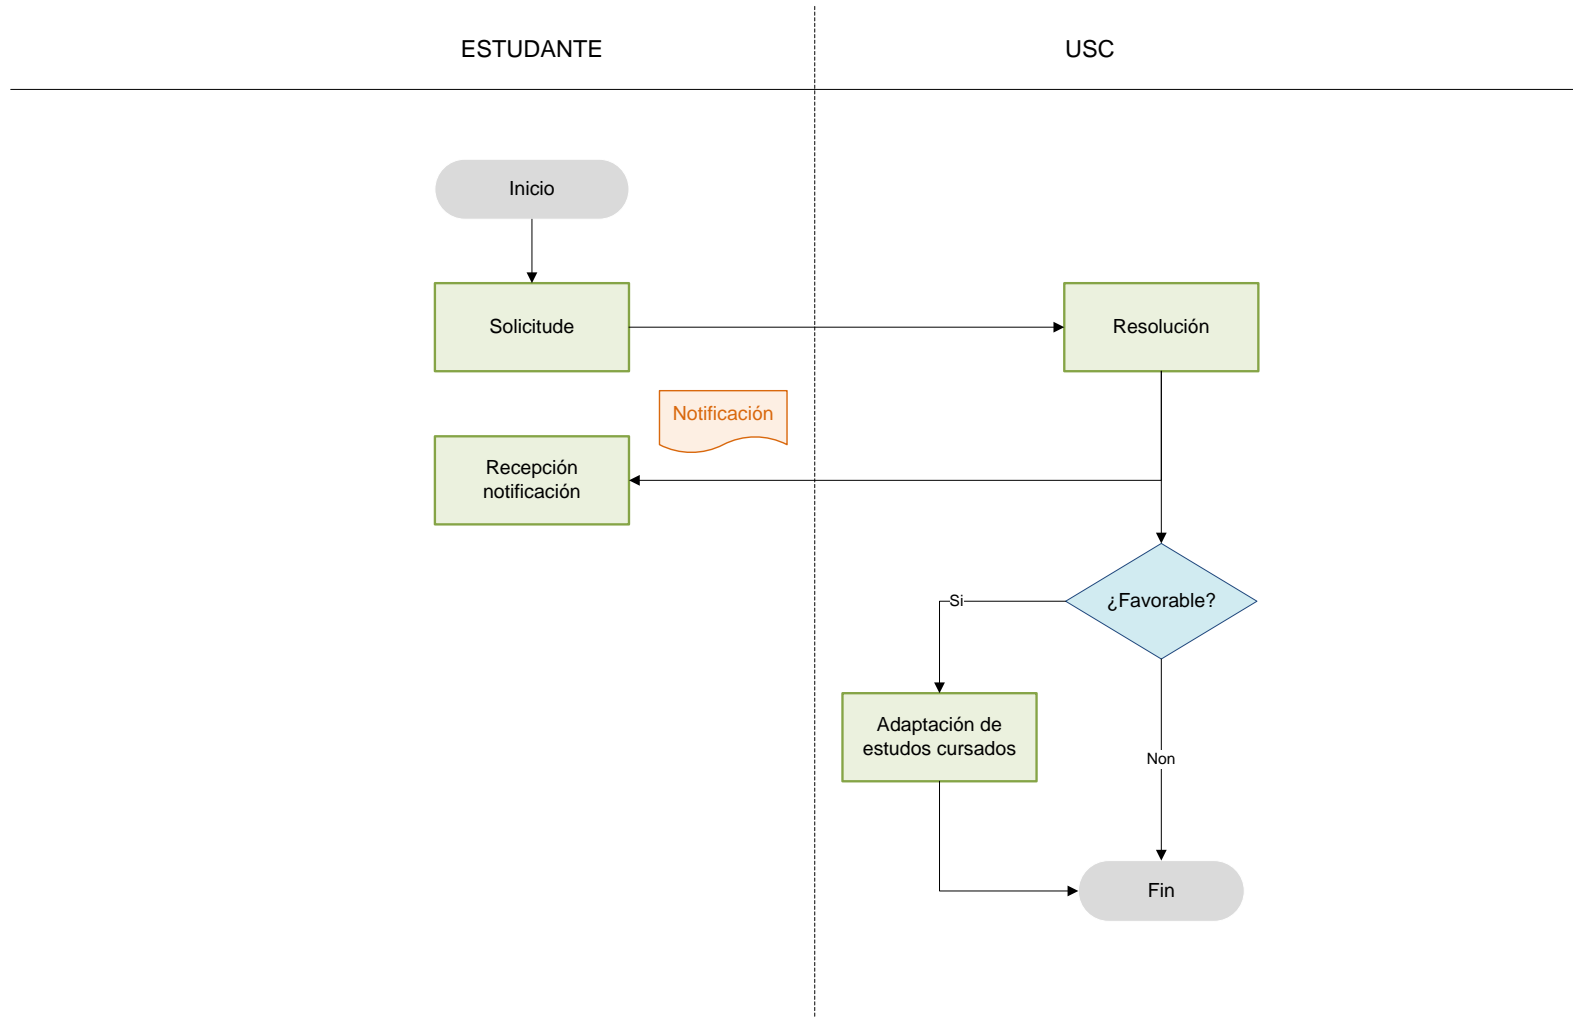 ESTUDANTE
USC
Inicio
Solicitude
Resolución
Notificación
Recepción
notificación
¿Favorable?
Si
Adaptación de
estudos cursados
Non
Fin